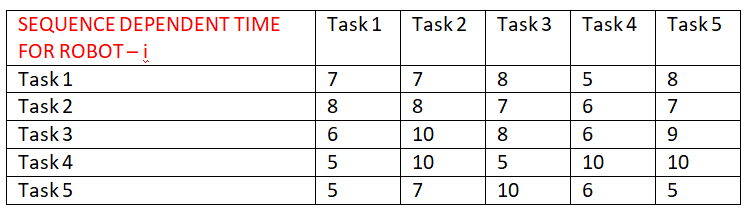 SEQUENCE DEPENDENT TIME FOR ROBOT – i Task 1 Task 2 Task 3 Task 4 Task 5
Task 1 7 7 8 5 8
Task 2 8 8 7 6 7
Task 3 6 10 8 6 9
Task 4 5 10 5 10 10
Task 5 5 7 10 6 5